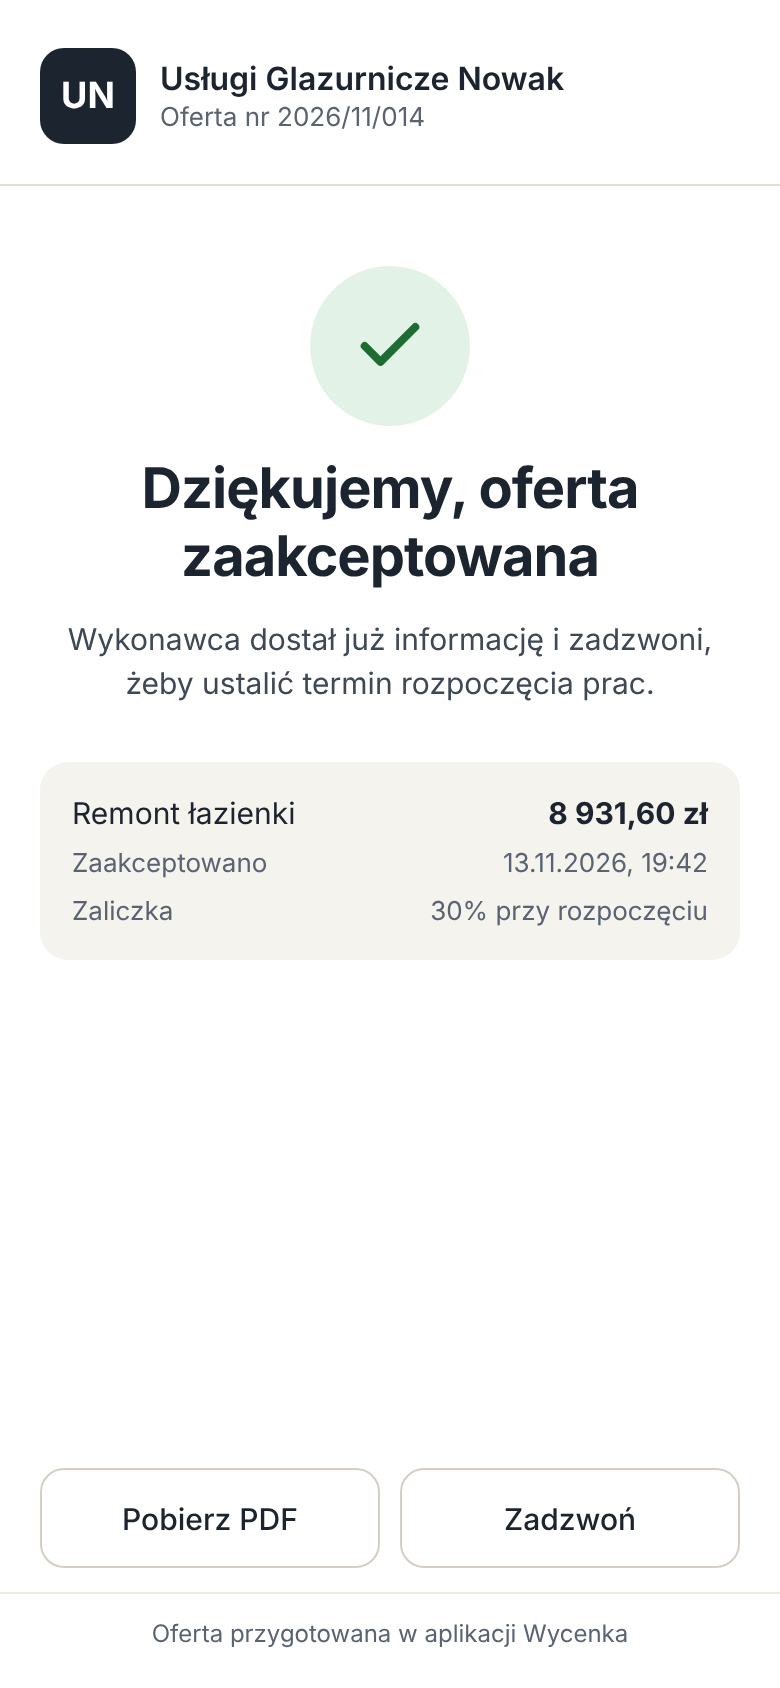 UN
Usługi Glazurnicze Nowak
Oferta nr 2026/11/014
Dziękujemy, oferta
zaakceptowana
Wykonawca dostał już informację i zadzwoni,
żeby ustalić termin rozpoczęcia prac.
Remont łazienki 8 931,60 zł
Zaakceptowano 13.11.2026, 19:42
Zaliczka 30% przy rozpoczęciu
Pobierz PDF Zadzwoń
Oferta przygotowana w aplikacji Wycenka